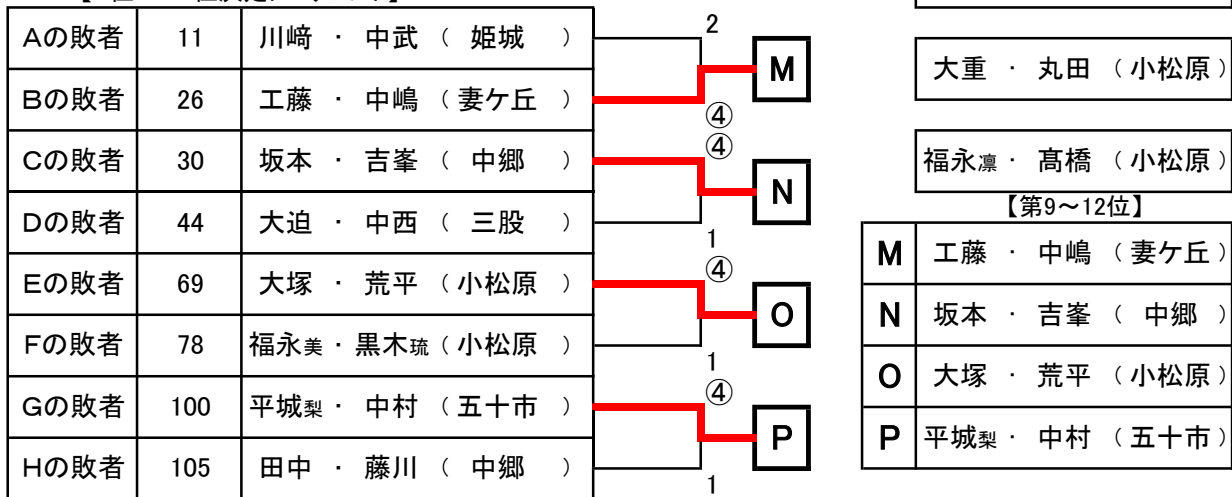 Aの敗者 11 川﨑 ・ 中武 ( 姫城 )
2
M
Bの敗者 26 工藤 ・ 中嶋 ( 妻ケ丘 )
④
Cの敗者 30 坂本 ・ 吉峯 ( 中郷 )
④
N
Dの敗者 44 大迫 ・ 中西 ( 三股 )
1
Eの敗者 69 大塚 ・ 荒平 ( 小松原 )
④
O
Fの敗者 78 福永美 ・ 黒木琉 ( 小松原 )
1
Gの敗者 100 平城梨 ・ 中村 ( 五十市 )
④
P
Hの敗者 105 田中 ・ 藤川 ( 中郷 )
1
大重 ・ 丸田 ( 小松原 )
福永凛 ・ 髙橋 ( 小松原 )
【第9～12位】
M 工藤 ・ 中嶋 ( 妻ケ丘 )
N 坂本 ・ 吉峯 ( 中郷 )
O 大塚 ・ 荒平 ( 小松原 )
P 平城梨 ・ 中村 ( 五十市 )